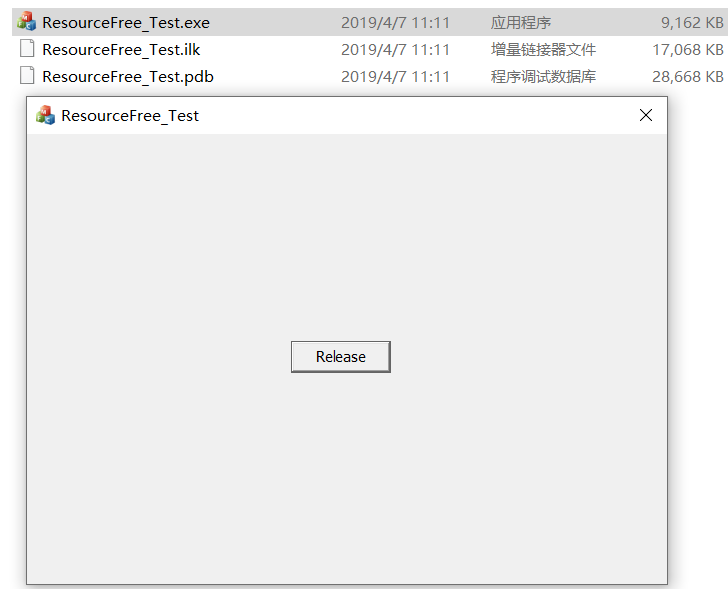 ResourceFree_Test.exe 2019/4/7 11:11 应用程序 9,162 KB
ResourceFree_Test.ilk 2019/4/7 11:11 增量链接器文件 17,068 KB
ResourceFree_Test.pdb 2019/4/7 11:11 程序调试数据库 28,668 KB
ResourceFree_Test
Release